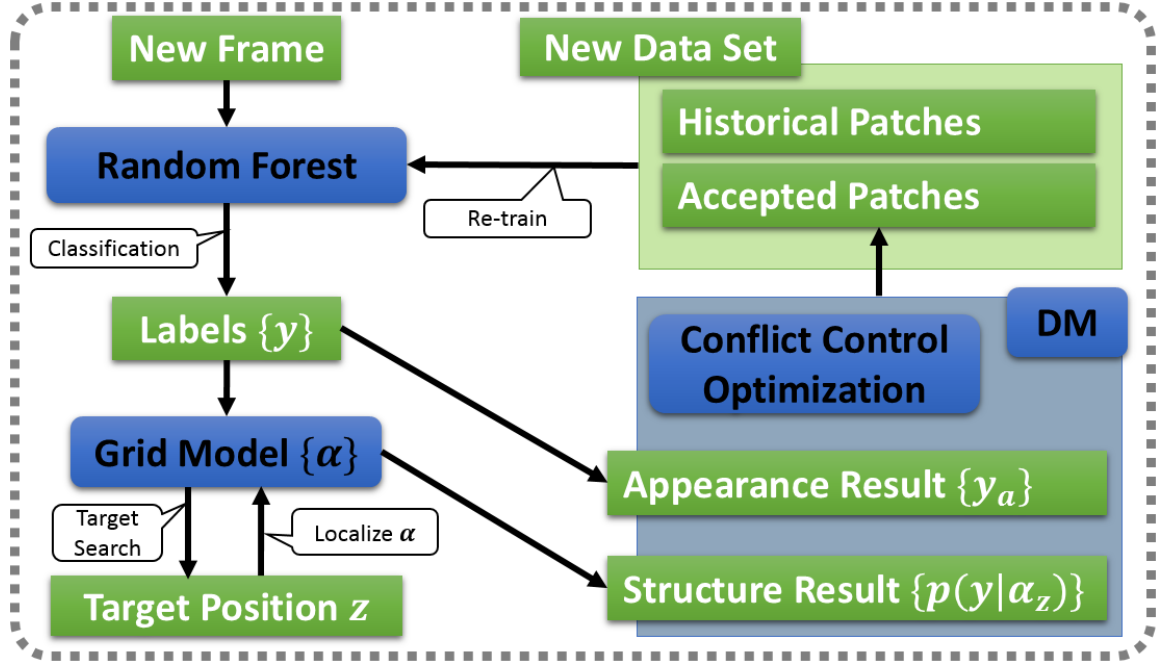 New Frame
New Data Set
Historical Patches
Random Forest
Accepted Patches
Re-train
Classification
Labels {y}
DM
Conflict Control
Optimization
Grid Model {α}
Appearance Result {yₐ}
Target
Search
Localize α
Structure Result {p(y|α_z)}
Target Position z